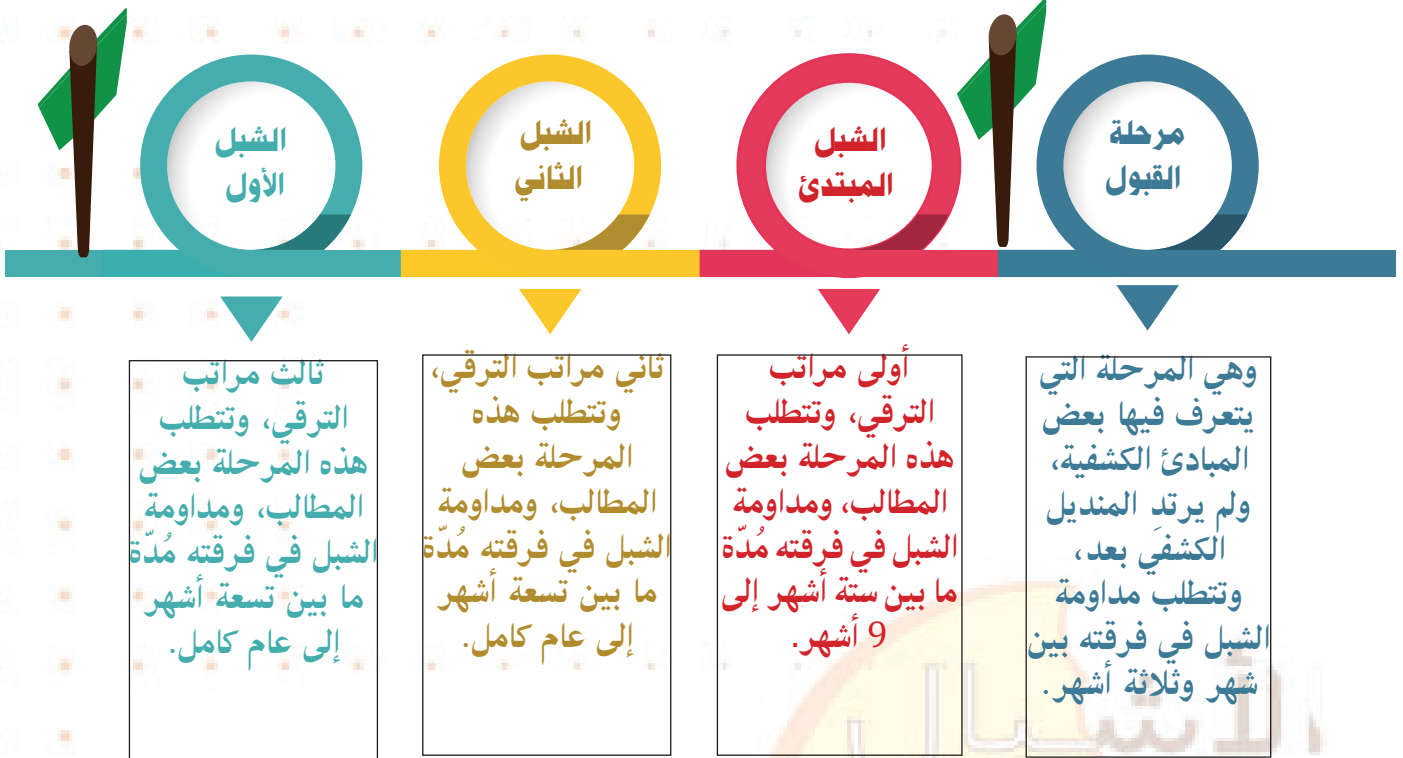 مرحلة
القبول
الشبل
المبتدئ
الشبل
الثاني
الشبل
الأول
وهي المرحلة التي
يتعرف فيها بعض
المبادئ الكشفية،
ولم يرتدِ المنديل
الكشفَي بعد،
وتتطلب مداومة
الشبل في فرقته بين
شهر وثلاثة أشهر.
أولى مراتب
الترقي، وتتطلب
هذه المرحلة بعض
المطالب، ومداومة
الشبل في فرقته مُدّة
ما بين ستة أشهر إلى
9 أشهر.
ثاني مراتب الترقي،
وتتطلب هذه
المرحلة بعض
المطالب، ومداومة
الشبل في فرقته مُدّة
ما بين تسعة أشهر
إلى عام كامل.
ثالث مراتب
الترقي، وتتطلب
هذه المرحلة بعض
المطالب، ومداومة
الشبل في فرقته مُدّة
ما بين تسعة أشهر
إلى عام كامل.
الأشبال